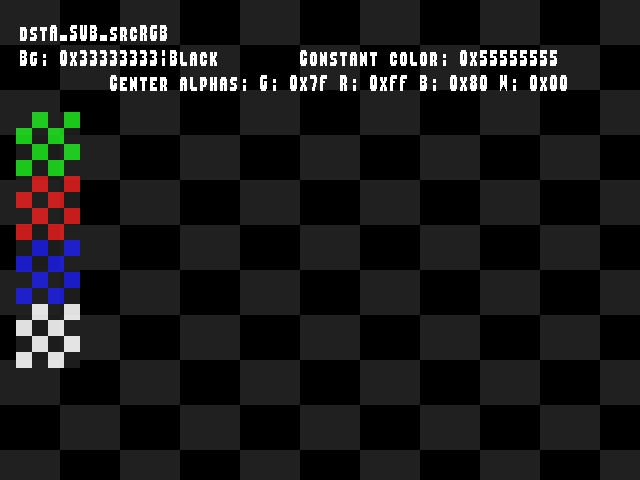 dstA_SUB_srcRGB
Bg: 0x33333333;Black Constant color: 0x55555555
Center alphas: G: 0x7f R: 0xff B: 0x80 W: 0x00